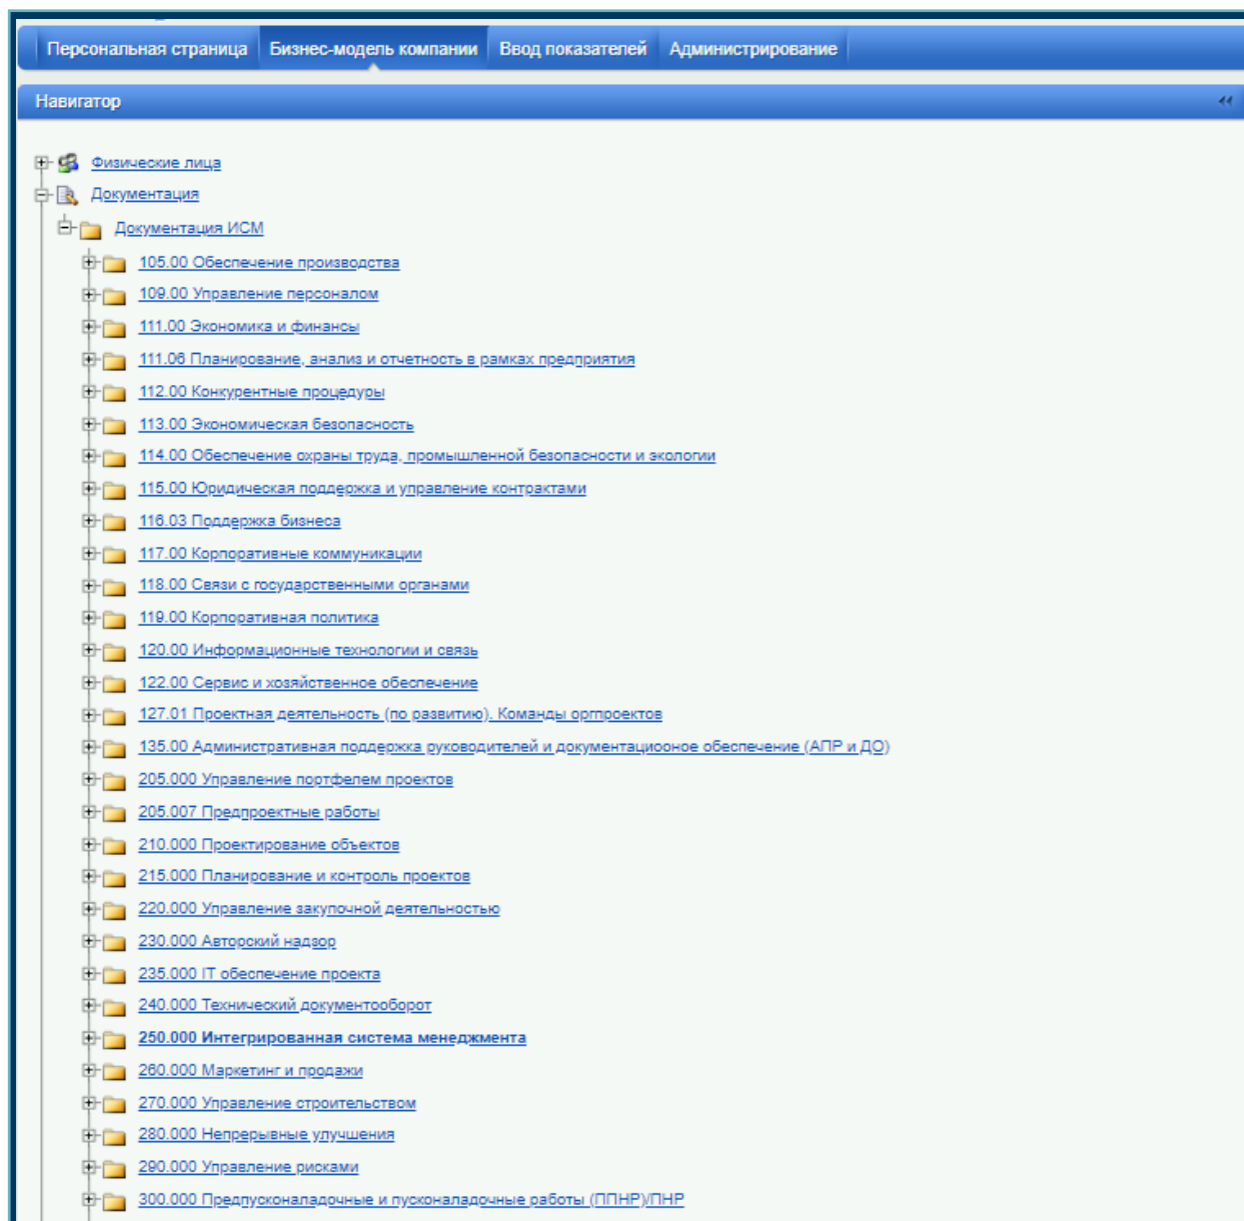 Персональная страница Бизнес-модель компании Ввод показателей Администрирование
Навигатор
Физические лица
Документация
Документация ИСМ
105.00 Обеспечение производства
109.00 Управление персоналом
111.00 Экономика и финансы
111.06 Планирование, анализ и отчетность в рамках предприятия
112.00 Конкурентные процедуры
113.00 Экономическая безопасность
114.00 Обеспечение охраны труда, промышленной безопасности и экологии
115.00 Юридическая поддержка и управление контрактами
116.03 Поддержка бизнеса
117.00 Корпоративные коммуникации
118.00 Связи с государственными органами
119.00 Корпоративная политика
120.00 Информационные технологии и связь
122.00 Сервис и хозяйственное обеспечение
127.01 Проектная деятельность (по развитию). Команды оргпроектов
135.00 Административная поддержка руководителей и документациооное обеспечение (АПР и ДО)
205.000 Управление портфелем проектов
205.007 Предпроектные работы
210.000 Проектирование объектов
215.000 Планирование и контроль проектов
220.000 Управление закупочной деятельностью
230.000 Авторский надзор
235.000 IT обеспечение проекта
240.000 Технический документооборот
250.000 Интегрированная система менеджмента
260.000 Маркетинг и продажи
270.000 Управление строительством
280.000 Непрерывные улучшения
290.000 Управление рисками
300.000 Предпусконаладочные и пусконаладочные работы (ППНР)/ПНР